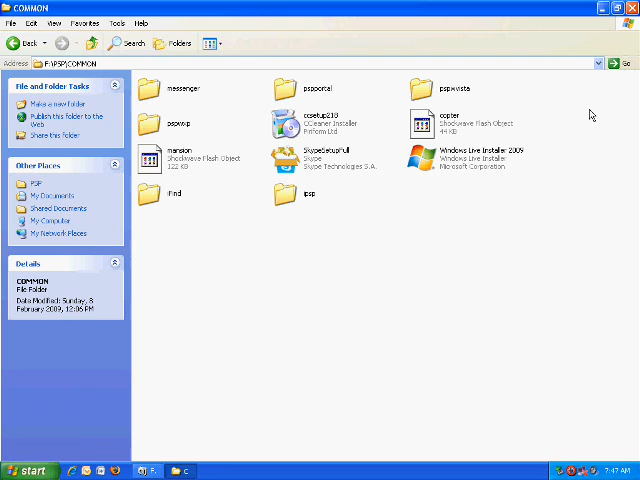 COMMON
File Edit View Favorites Tools Help
Back Search Folders
Address F:\PSP\COMMON Go
File and Folder Tasks
Make a new folder
Publish this folder to the
Web
Share this folder
Other Places
PSP
My Documents
Shared Documents
My Computer
My Network Places
Details
COMMON
File Folder
Date Modified: Sunday, 8
February 2009, 12:06 PM
messenger
pspportal
pspwvista
pspwxp
ccsetup218
CCleaner Installer
Piriform Ltd
copter
Shockwave Flash Object
44 KB
mansion
Shockwave Flash Object
122 KB
SkypeSetupFull
Skype
Skype Technologies S.A.
Windows Live Installer 2009
Windows Live Installer
Microsoft Corporation
iFind
ipsp
start
F.
C
7:47 AM